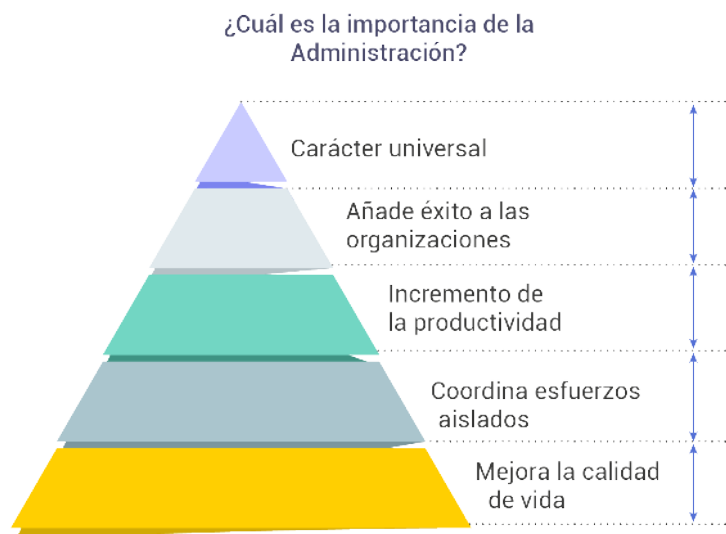 ¿Cuál es la importancia de la
Administración?
Carácter universal
Añade éxito a las
organizaciones
Incremento de
la productividad
Coordina esfuerzos
aislados
Mejora la calidad
de vida